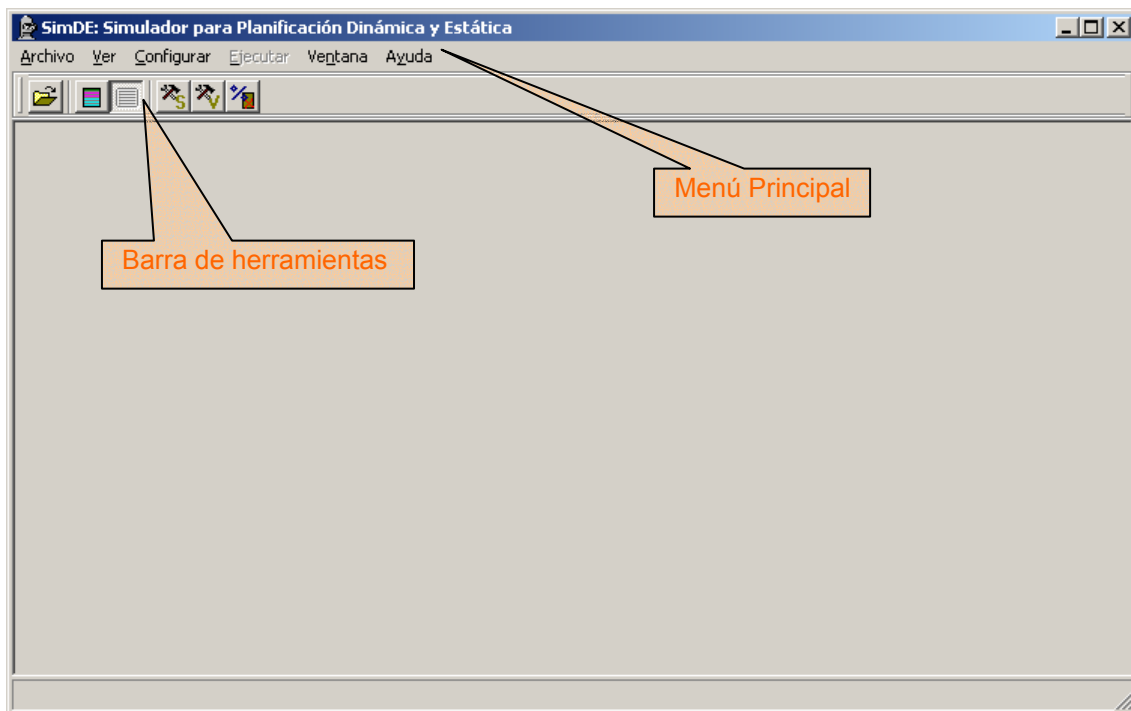 SimDE: Simulador para Planificación Dinámica y Estática
Archivo Ver Configurar Ejecutar Ventana Ayuda
S V
Menú Principal
Barra de herramientas